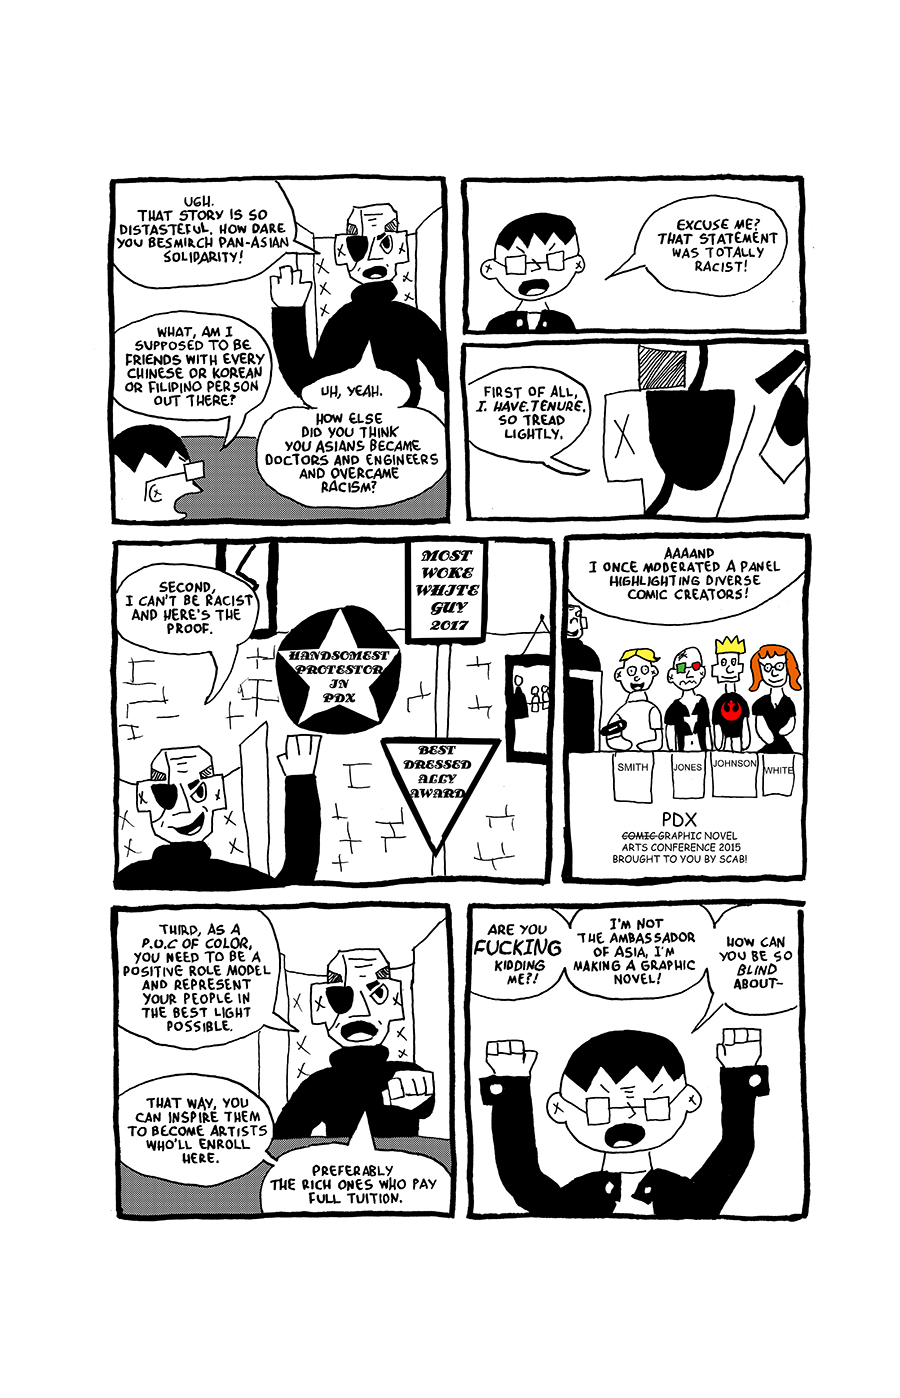 UGH.
THAT STORY IS SO
DISTASTEFUL. HOW DARE
YOU BESMIRCH PAN-ASIAN
SOLIDARITY!
WHAT, AM I
SUPPOSED TO BE
FRIENDS WITH EVERY
CHINESE OR KOREAN
OR FILIPINO PERSON
OUT THERE?
UH, YEAH.
HOW ELSE
DID YOU THINK
YOU ASIANS BECAME
DOCTORS AND ENGINEERS
AND OVERCAME
RACISM?
EXCUSE ME?
THAT STATEMENT
WAS TOTALLY
RACIST!
FIRST OF ALL,
I. HAVE. TENURE.
SO TREAD
LIGHTLY.
SECOND,
I CAN'T BE RACIST
AND HERE'S THE
PROOF.
HANDSOMEST
PROTESTOR
IN
PDX
MOST
WOKE
WHITE
GUY
2017
BEST
DRESSED
ALLY
AWARD
AAAAND
I ONCE MODERATED A PANEL
HIGHLIGHTING DIVERSE
COMIC CREATORS!
SMITH JONES JOHNSON WHITE
PDX
COMIC GRAPHIC NOVEL
ARTS CONFERENCE 2015
BROUGHT TO YOU BY SCAB!
THIRD, AS A
P.O.C OF COLOR,
YOU NEED TO BE A
POSITIVE ROLE MODEL
AND REPRESENT
YOUR PEOPLE IN
THE BEST LIGHT
POSSIBLE.
THAT WAY, YOU
CAN INSPIRE THEM
TO BECOME ARTISTS
WHO'LL ENROLL
HERE.
PREFERABLY
THE RICH ONES WHO PAY
FULL TUITION.
ARE YOU
FUCKING
KIDDING
ME?!
I'M NOT
THE AMBASSADOR
OF ASIA, I'M
MAKING A GRAPHIC
NOVEL!
HOW CAN
YOU BE SO
BLIND
ABOUT-